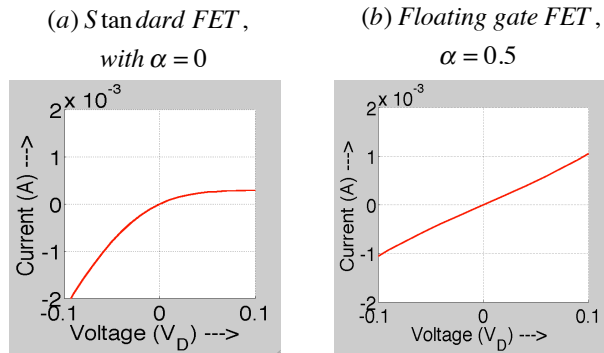 (a) S tan dard FET,
with α = 0
2 x 10⁻³
1
0
-1
-2
-0.1 0 0.1
Current (A) --->
Voltage (V_D) --->
(b) Floating gate FET,
α = 0.5
2 x 10⁻³
1
0
-1
-2
-0.1 0 0.1
Current (A) --->
Voltage (V_D) --->